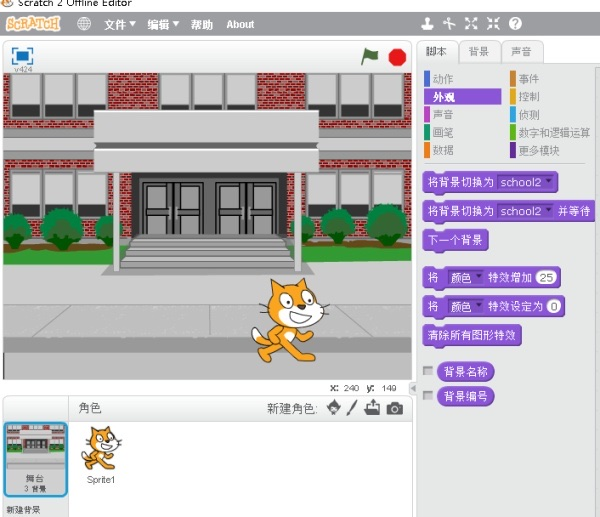 Scratch 2 Offline Editor
SCRATCH 文件▼ 编辑▼ 帮助 About
v424
脚本 背景 声音
动作 事件
外观 控制
声音 侦测
画笔 数字和逻辑运算
数据 更多模块
将背景切换为 school2
将背景切换为 school2 并等待
下一个背景
将 颜色 特效增加 25
将 颜色 特效设定为 0
清除所有图形特效
背景名称
背景编号
x: 240 y: 149
角色 新建角色:
舞台
3 背景
Sprite1
新建背景